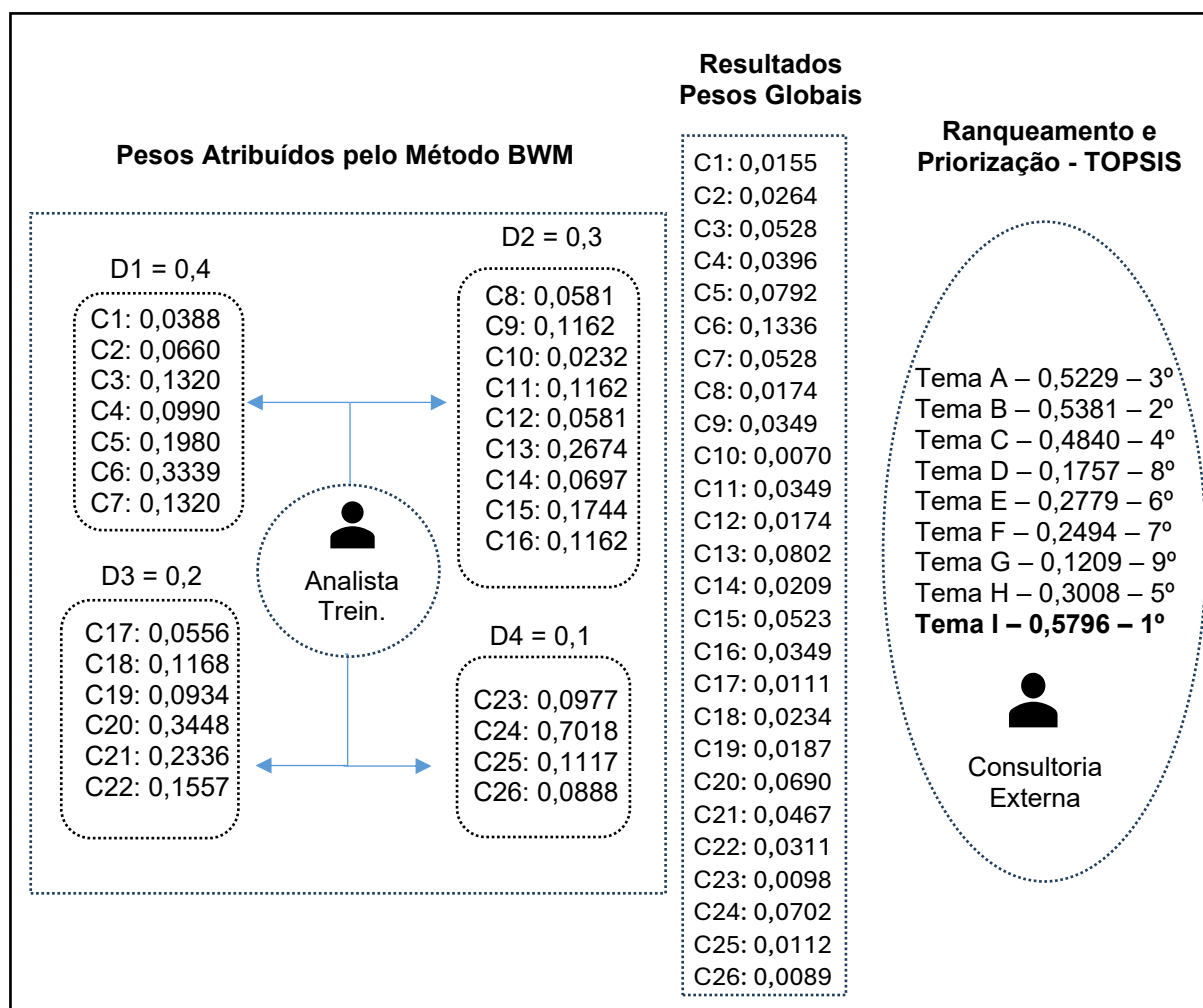 Pesos Atribuídos pelo Método BWM
D1 = 0,4
C1: 0,0388
C2: 0,0660
C3: 0,1320
C4: 0,0990
C5: 0,1980
C6: 0,3339
C7: 0,1320
D2 = 0,3
C8: 0,0581
C9: 0,1162
C10: 0,0232
C11: 0,1162
C12: 0,0581
C13: 0,2674
C14: 0,0697
C15: 0,1744
C16: 0,1162
Analista
Trein.
D3 = 0,2
C17: 0,0556
C18: 0,1168
C19: 0,0934
C20: 0,3448
C21: 0,2336
C22: 0,1557
D4 = 0,1
C23: 0,0977
C24: 0,7018
C25: 0,1117
C26: 0,0888
Resultados
Pesos Globais
C1: 0,0155
C2: 0,0264
C3: 0,0528
C4: 0,0396
C5: 0,0792
C6: 0,1336
C7: 0,0528
C8: 0,0174
C9: 0,0349
C10: 0,0070
C11: 0,0349
C12: 0,0174
C13: 0,0802
C14: 0,0209
C15: 0,0523
C16: 0,0349
C17: 0,0111
C18: 0,0234
C19: 0,0187
C20: 0,0690
C21: 0,0467
C22: 0,0311
C23: 0,0098
C24: 0,0702
C25: 0,0112
C26: 0,0089
Ranqueamento e
Priorização - TOPSIS
Tema A – 0,5229 – 3º
Tema B – 0,5381 – 2º
Tema C – 0,4840 – 4º
Tema D – 0,1757 – 8º
Tema E – 0,2779 – 6º
Tema F – 0,2494 – 7º
Tema G – 0,1209 – 9º
Tema H – 0,3008 – 5º
Tema I – 0,5796 – 1º
Consultoria
Externa